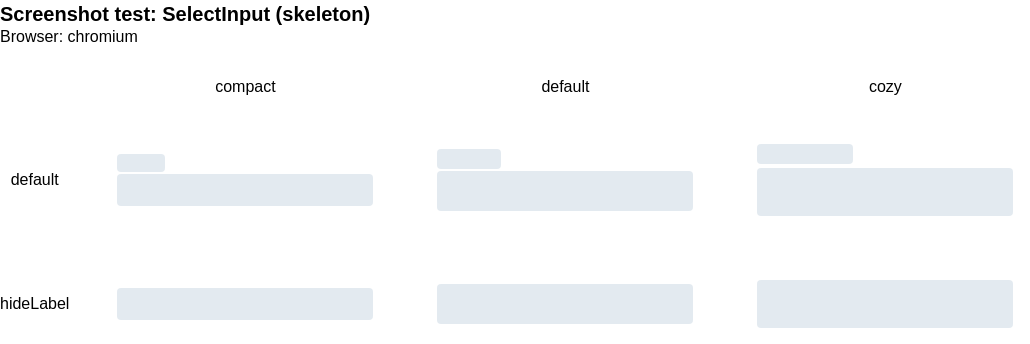 Screenshot test: SelectInput (skeleton)
Browser: chromium
compact default cozy
default
hideLabel